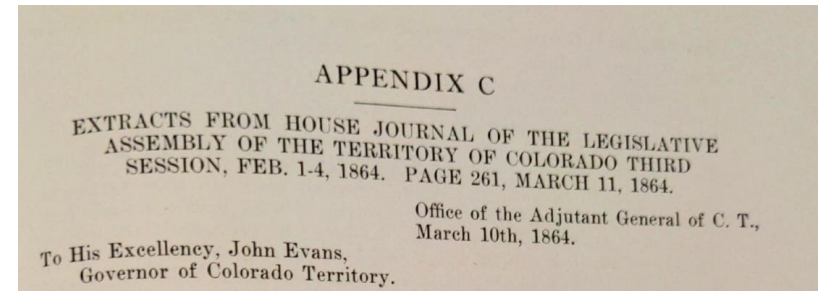 APPENDIX C
EXTRACTS FROM HOUSE JOURNAL OF THE LEGISLATIVE
ASSEMBLY OF THE TERRITORY OF COLORADO THIRD
SESSION, FEB. 1-4, 1864. PAGE 261, MARCH 11, 1864.
Office of the Adjutant General of C. T.,
March 10th, 1864.
To His Excellency, John Evans,
Governor of Colorado Territory.